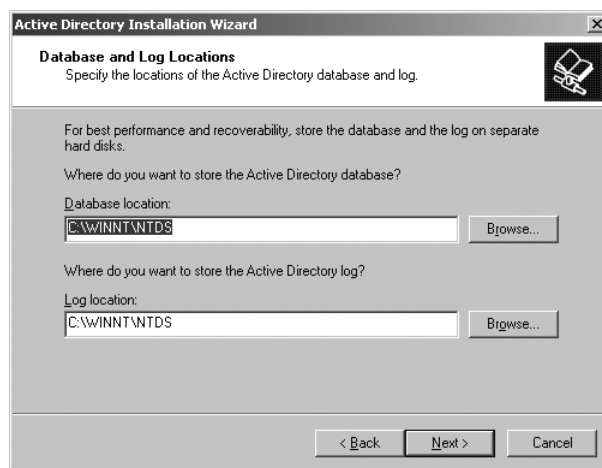 Active Directory Installation Wizard
Database and Log Locations
Specify the locations of the Active Directory database and log.
For best performance and recoverability, store the database and the log on separate
hard disks.
Where do you want to store the Active Directory database?
Database location:
C:\WINNT\NTDS
Browse...
Where do you want to store the Active Directory log?
Log location:
C:\WINNT\NTDS
Browse...
< Back Next > Cancel